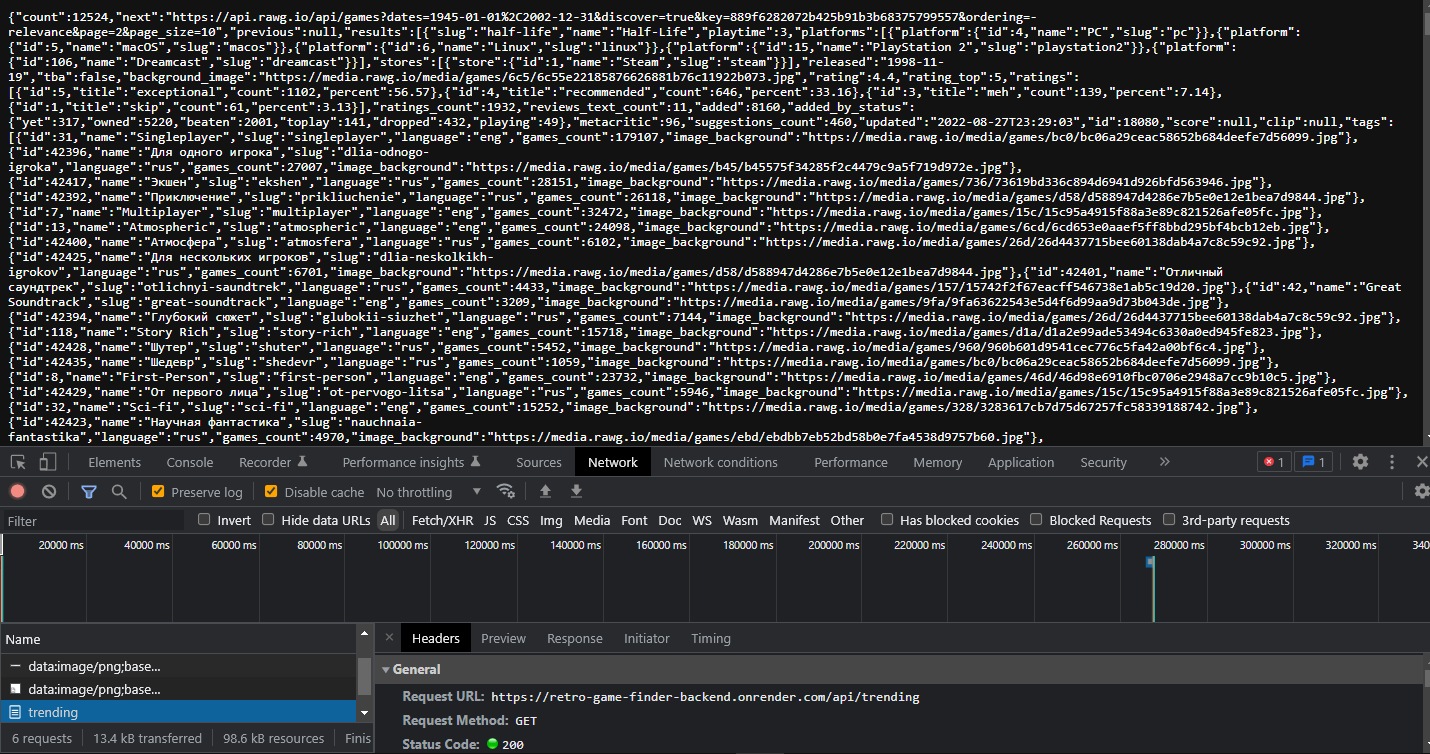 {"count":12524,"next":"https://api.rawg.io/api/games?dates=1945-01-01%2C2002-12-31&discover=true&key=889f6282072b425b91b3b68375799557&ordering=-
relevance&page=2&page_size=10","previous":null,"results":[{"slug":"half-life","name":"Half-Life","playtime":3,"platforms":[{"platform":{"id":4,"name":"PC","slug":"pc"}},{"platform":
{"id":5,"name":"macOS","slug":"macos"}},{"platform":{"id":6,"name":"Linux","slug":"linux"}},{"platform":{"id":15,"name":"PlayStation 2","slug":"playstation2"}},{"platform":
{"id":106,"name":"Dreamcast","slug":"dreamcast"}}],"stores":[{"store":{"id":1,"name":"Steam","slug":"steam"}}],"released":"1998-11-
19","tba":false,"background_image":"https://media.rawg.io/media/games/6c5/6c55e22185876626881b76c11922b073.jpg","rating":4.4,"rating_top":5,"ratings":
[{"id":5,"title":"exceptional","count":1102,"percent":56.57},{"id":4,"title":"recommended","count":646,"percent":33.16},{"id":3,"title":"meh","count":139,"percent":7.14},
{"id":1,"title":"skip","count":61,"percent":3.13}],"ratings_count":1932,"reviews_text_count":11,"added":8160,"added_by_status":
{"yet":317,"owned":5220,"beaten":2001,"toplay":141,"dropped":432,"playing":49},"metacritic":96,"suggestions_count":460,"updated":"2022-08-27T23:29:03","id":18080,"score":null,"clip":null,"tags":
[{"id":31,"name":"Singleplayer","slug":"singleplayer","language":"eng","games_count":179107,"image_background":"https://media.rawg.io/media/games/bc0/bc06a29ceac58652b684deefe7d56099.jpg"},
{"id":42396,"name":"Для одного игрока","slug":"dlia-odnogo-
igroka","language":"rus","games_count":27007,"image_background":"https://media.rawg.io/media/games/b45/b45575f34285f2c4479c9a5f719d972e.jpg"},
{"id":42417,"name":"Экшен","slug":"ekshen","language":"rus","games_count":28151,"image_background":"https://media.rawg.io/media/games/736/73619bd336c894d6941d926bfd563946.jpg"},
{"id":42392,"name":"Приключение","slug":"prikliuchenie","language":"rus","games_count":26118,"image_background":"https://media.rawg.io/media/games/d58/d588947d4286e7b5e0e12e1bea7d9844.jpg"},
{"id":7,"name":"Multiplayer","slug":"multiplayer","language":"eng","games_count":32472,"image_background":"https://media.rawg.io/media/games/15c/15c95a4915f88a3e89c821526afe05fc.jpg"},
{"id":13,"name":"Atmospheric","slug":"atmospheric","language":"eng","games_count":24098,"image_background":"https://media.rawg.io/media/games/6cd/6cd653e0aaef5ff8bbd295bf4bcb12eb.jpg"},
{"id":42400,"name":"Атмосфера","slug":"atmosfera","language":"rus","games_count":6102,"image_background":"https://media.rawg.io/media/games/26d/26d4437715bee60138dab4a7c8c59c92.jpg"},
{"id":42425,"name":"Для нескольких игроков","slug":"dlia-neskolkikh-
igrokov","language":"rus","games_count":6701,"image_background":"https://media.rawg.io/media/games/d58/d588947d4286e7b5e0e12e1bea7d9844.jpg"},{"id":42401,"name":"Отличный
саундтрек","slug":"otlichnyi-saundtrek","language":"rus","games_count":4433,"image_background":"https://media.rawg.io/media/games/157/15742f2f67eacff546738e1ab5c19d20.jpg"},{"id":42,"name":"Great
Soundtrack","slug":"great-soundtrack","language":"eng","games_count":3209,"image_background":"https://media.rawg.io/media/games/9fa/9fa63622543e5d4f6d99aa9d73b043de.jpg"},
{"id":42394,"name":"Глубокий сюжет","slug":"glubokii-siuzhet","language":"rus","games_count":7144,"image_background":"https://media.rawg.io/media/games/26d/26d4437715bee60138dab4a7c8c59c92.jpg"},
{"id":118,"name":"Story Rich","slug":"story-rich","language":"eng","games_count":15718,"image_background":"https://media.rawg.io/media/games/d1a/d1a2e99ade53494c6330a0ed945fe823.jpg"},
{"id":42428,"name":"Шутер","slug":"shuter","language":"rus","games_count":5452,"image_background":"https://media.rawg.io/media/games/960/960b601d9541cec776c5fa42a00bf6c4.jpg"},
{"id":42435,"name":"Шедевр","slug":"shedevr","language":"rus","games_count":1059,"image_background":"https://media.rawg.io/media/games/bc0/bc06a29ceac58652b684deefe7d56099.jpg"},
{"id":8,"name":"First-Person","slug":"first-person","language":"eng","games_count":23732,"image_background":"https://media.rawg.io/media/games/46d/46d98e6910fbc0706e2948a7cc9b10c5.jpg"},
{"id":42429,"name":"От первого лица","slug":"ot-pervogo-litsa","language":"rus","games_count":5946,"image_background":"https://media.rawg.io/media/games/15c/15c95a4915f88a3e89c821526afe05fc.jpg"},
{"id":32,"name":"Sci-fi","slug":"sci-fi","language":"eng","games_count":15252,"image_background":"https://media.rawg.io/media/games/328/3283617cb7d75d67257fc58339188742.jpg"},
{"id":42423,"name":"Научная фантастика","slug":"nauchnaia-
fantastika","language":"rus","games_count":4970,"image_background":"https://media.rawg.io/media/games/ebd/ebdbb7eb52bd58b0e7fa4538d9757b60.jpg"},
Elements Console Recorder Performance insights Sources Network Network conditions Performance Memory Application Security 1 1
Preserve log Disable cache No throttling
Filter Invert Hide data URLs All Fetch/XHR JS CSS Img Media Font Doc WS Wasm Manifest Other Has blocked cookies Blocked Requests 3rd-party requests
20000 ms 40000 ms 60000 ms 80000 ms 100000 ms 120000 ms 140000 ms 160000 ms 180000 ms 200000 ms 220000 ms 240000 ms 260000 ms 280000 ms 300000 ms 320000 ms 340
Name
data:image/png;base...
data:image/png;base...
trending
6 requests 13.4 kB transferred 98.6 kB resources Finis
Headers Preview Response Initiator Timing
General
Request URL: https://retro-game-finder-backend.onrender.com/api/trending
Request Method: GET
Status Code: 200